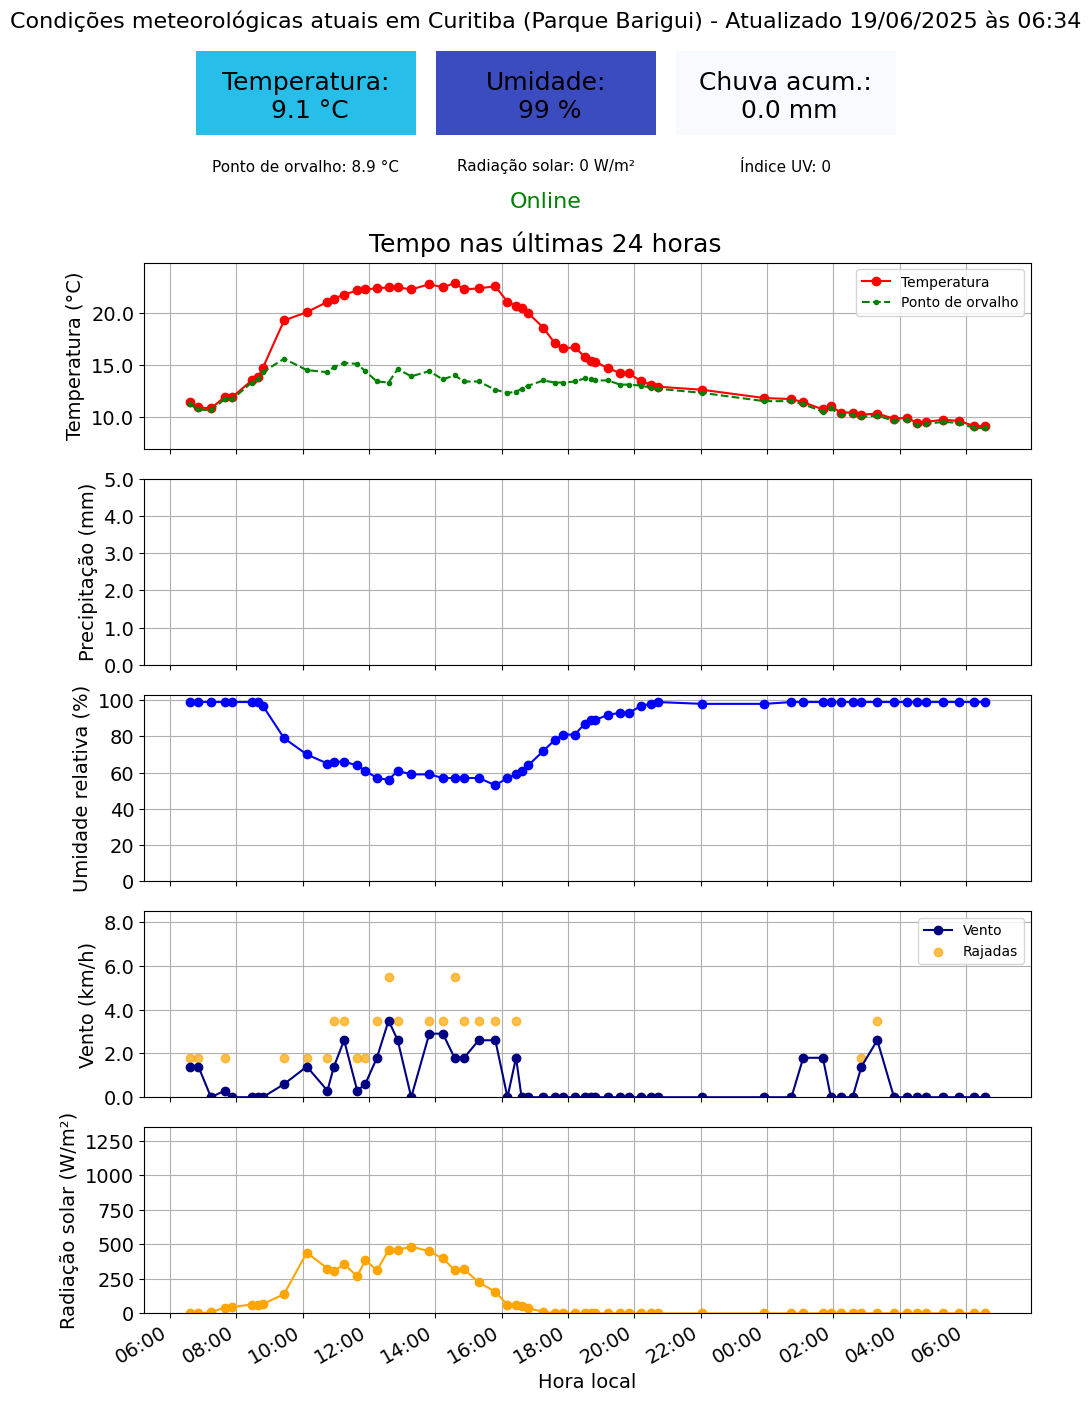 Condições meteorológicas atuais em Curitiba (Parque Barigui) - Atualizado 19/06/2025 às 06:34
Temperatura:
9.1 °C
Umidade:
99 %
Chuva acum.:
0.0 mm
Ponto de orvalho: 8.9 °C
Radiação solar: 0 W/m²
Índice UV: 0
Online
Tempo nas últimas 24 horas
Temperatura (°C)
20.0
15.0
10.0
Temperatura
Ponto de orvalho
Precipitação (mm)
5.0
4.0
3.0
2.0
1.0
0.0
Umidade relativa (%)
100
80
60
40
20
0
Vento (km/h)
8.0
6.0
4.0
2.0
0.0
Vento
Rajadas
Radiação solar (W/m²)
1250
1000
750
500
250
0
06:00
08:00
10:00
12:00
14:00
16:00
18:00
20:00
22:00
00:00
02:00
04:00
06:00
Hora local